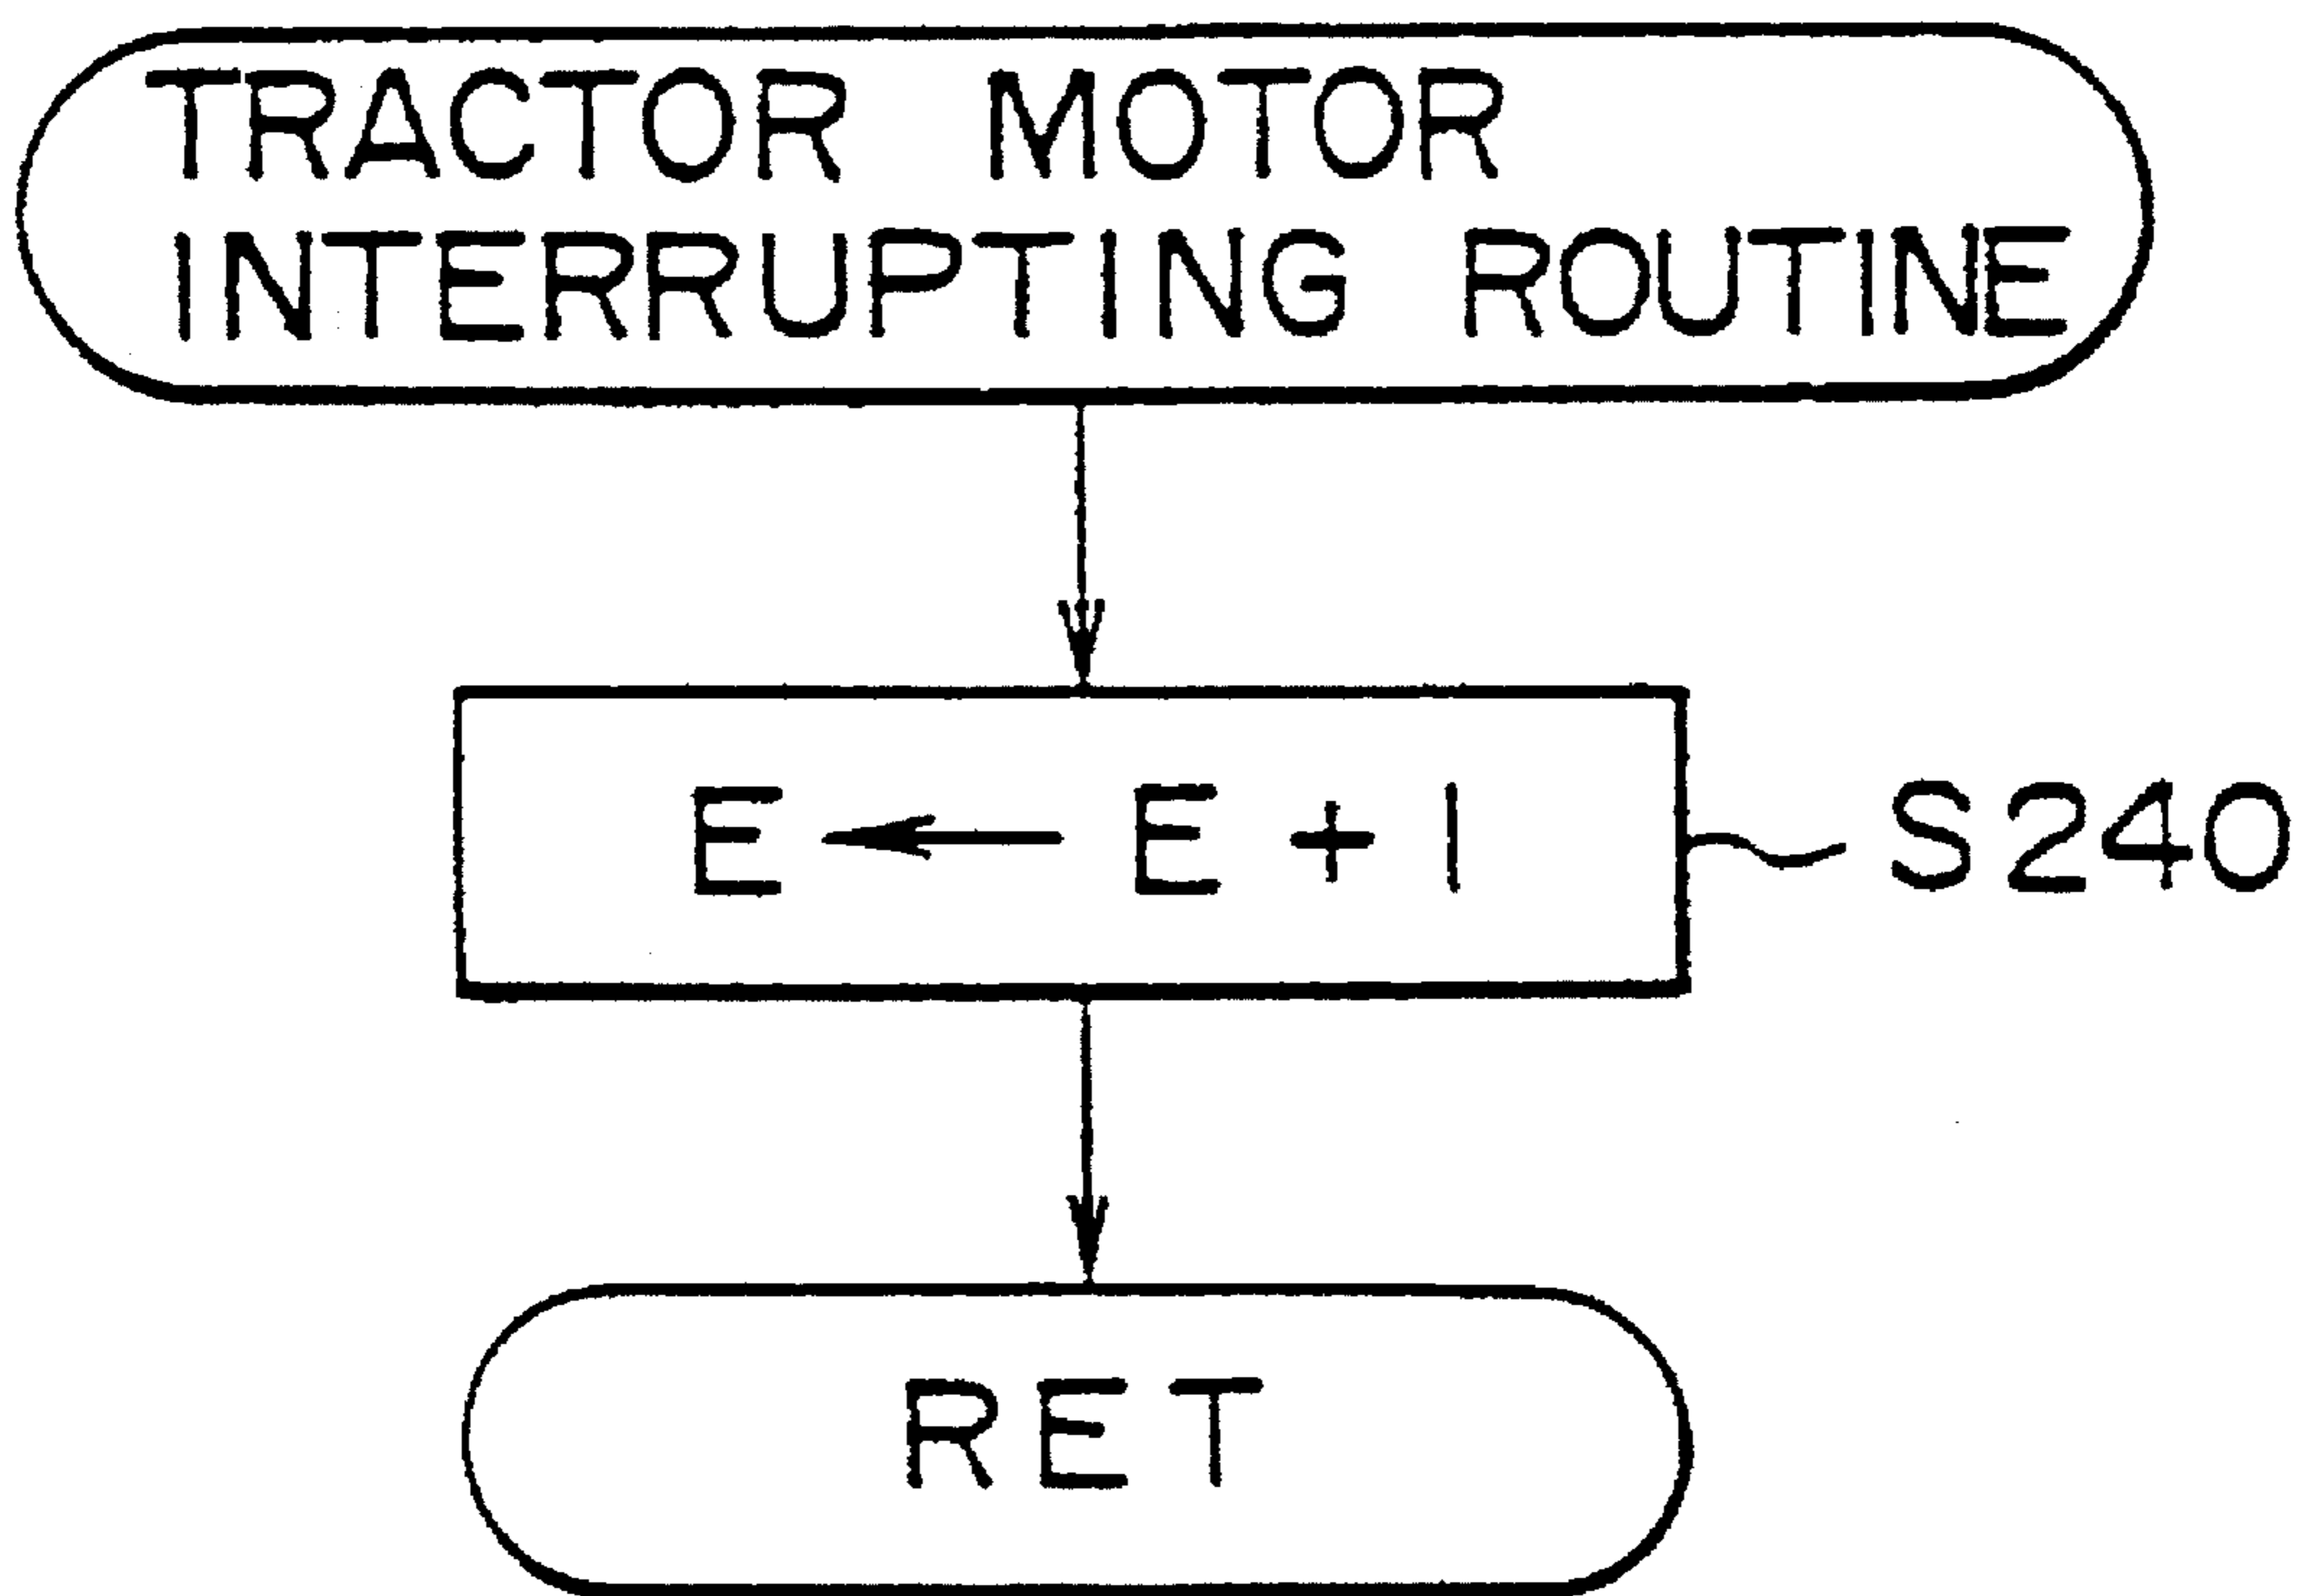 TRACTOR MOTOR
INTERRUPTING ROUTINE
E ← E + 1
S240
RET